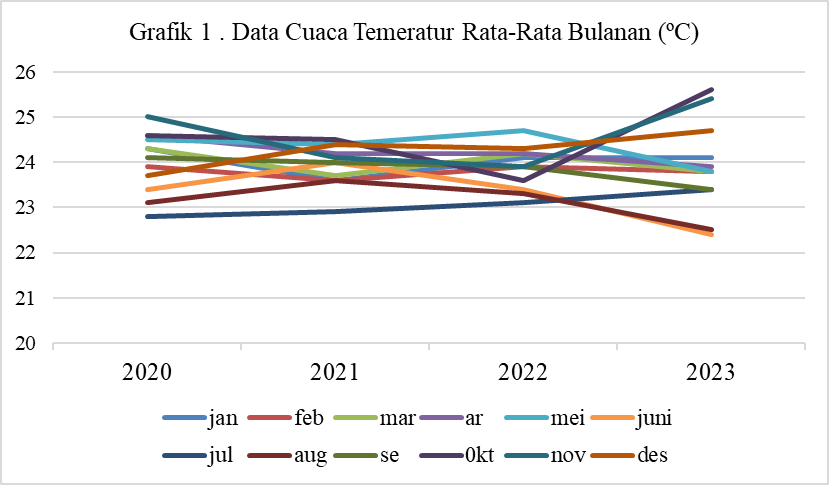 Grafik 1 . Data Cuaca Temeratur Rata-Rata Bulanan (ºC)
26
25
24
23
22
21
20
2020 2021 2022 2023
jan feb mar ar mei juni
jul aug se 0kt nov des